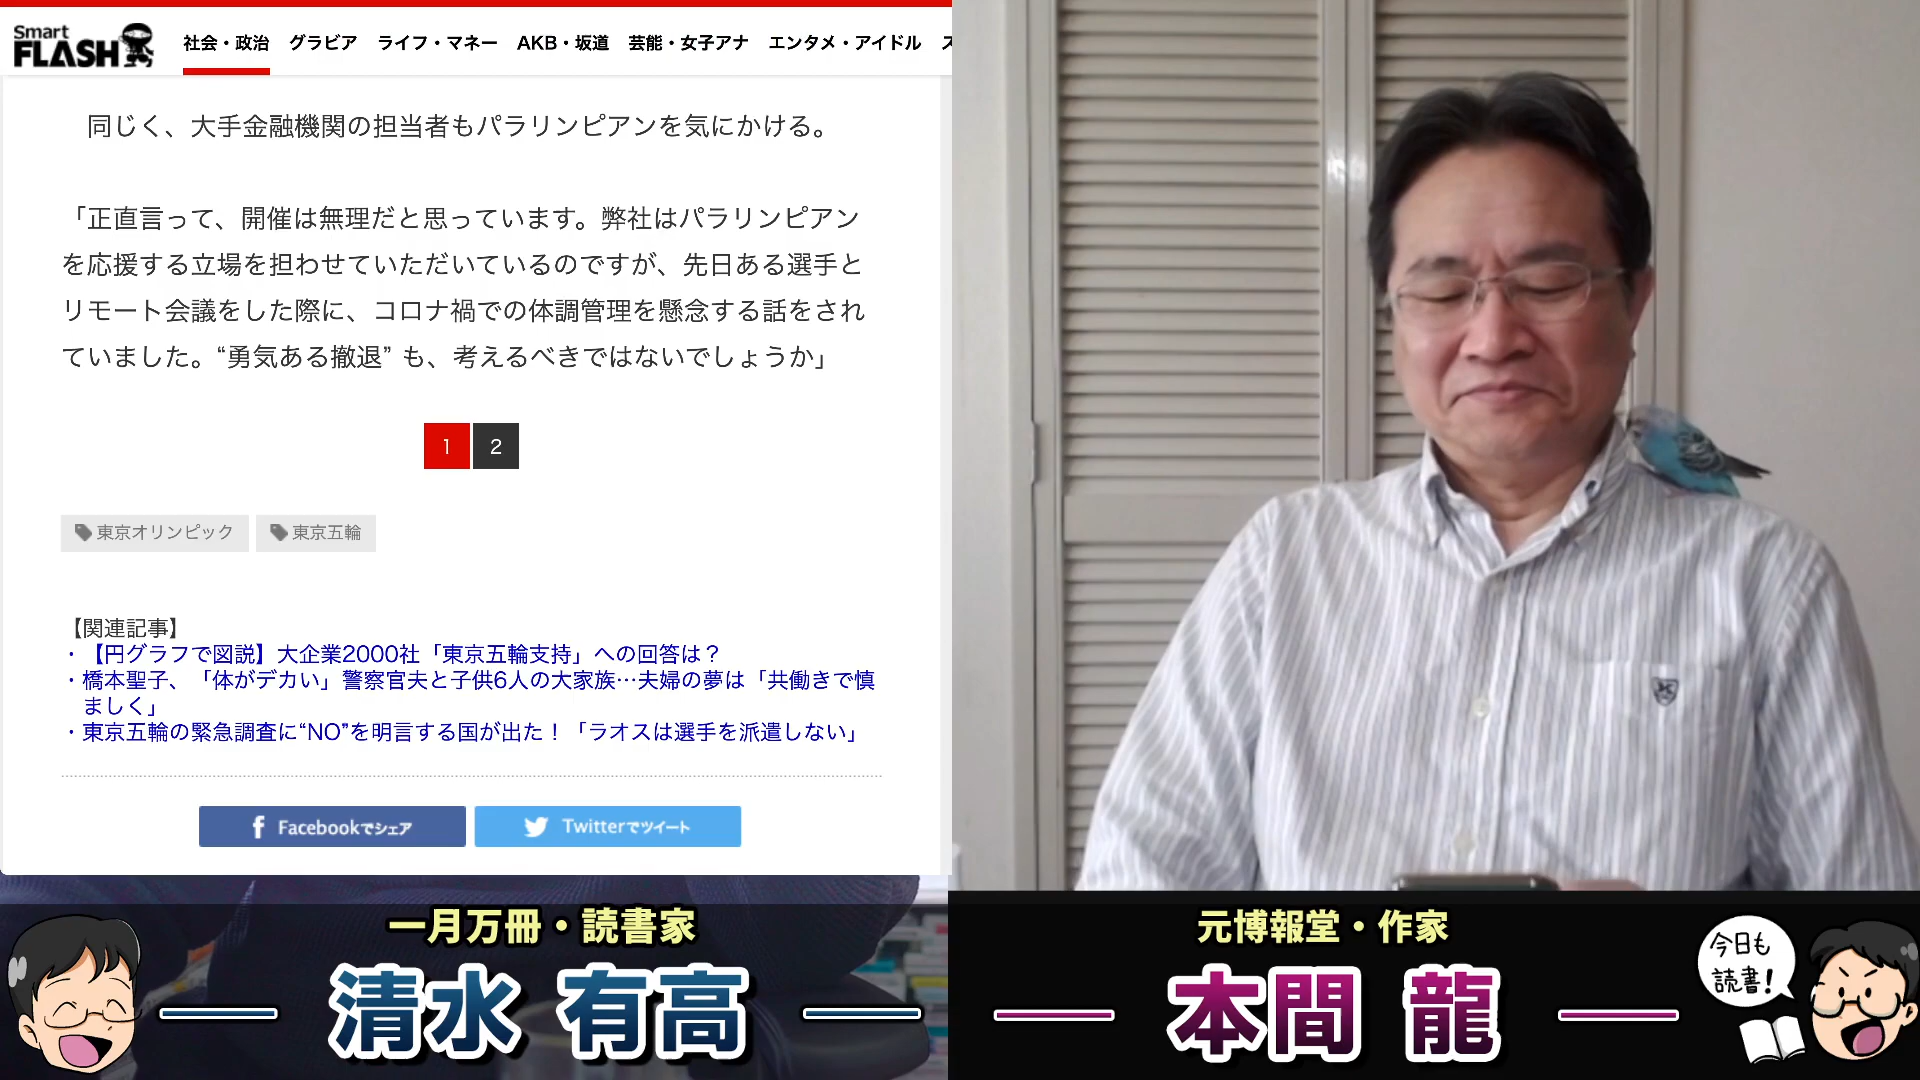 Smart
FLASH
社会・政治 グラビア ライフ・マネー AKB・坂道 芸能・女子アナ エンタメ・アイドル ス
同じく、大手金融機関の担当者もパラリンピアンを気にかける。
「正直言って、開催は無理だと思っています。弊社はパラリンピアン
を応援する立場を担わせていただいているのですが、先日ある選手と
リモート会議をした際に、コロナ禍での体調管理を懸念する話をされ
ていました。“勇気ある撤退” も、考えるべきではないでしょうか」
1 2
東京オリンピック 東京五輪
【関連記事】
・【円グラフで図説】大企業2000社「東京五輪支持」への回答は？
・橋本聖子、「体がデカい」警察官夫と子供6人の大家族…夫婦の夢は「共働きで慎
ましく」
・東京五輪の緊急調査に“NO”を明言する国が出た！「ラオスは選手を派遣しない」
Facebookでシェア Twitterでツイート
一月万冊・読書家
清水 有高
元博報堂・作家
本間 龍
今日も
読書!